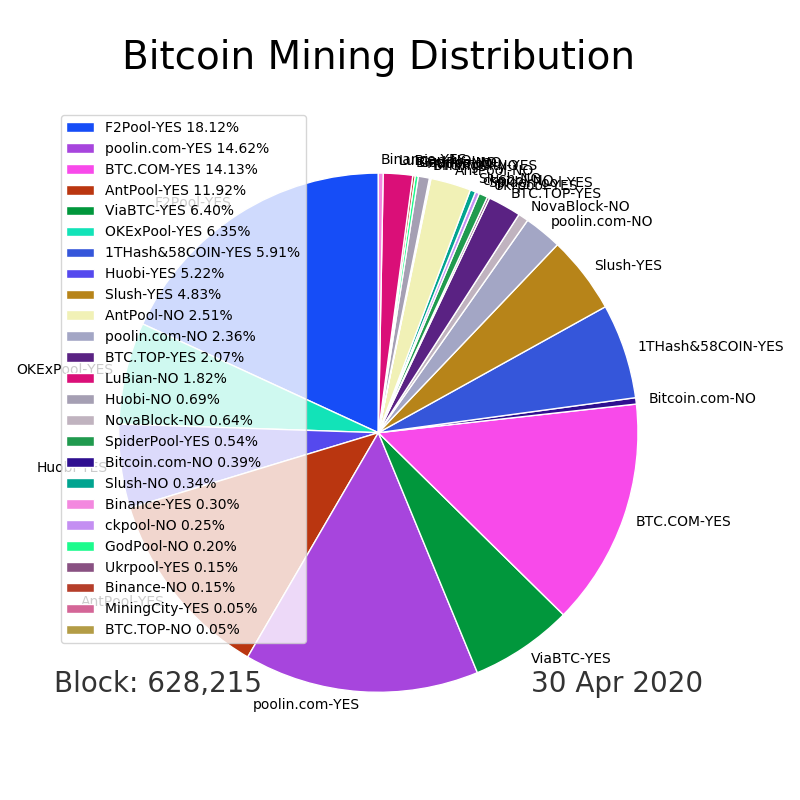 Bitcoin Mining Distribution
F2Pool-YES 18.12%
poolin.com-YES 14.62%
BTC.COM-YES 14.13%
AntPool-YES 11.92%
ViaBTC-YES 6.40%
OKExPool-YES 6.35%
1THash&58COIN-YES 5.91%
Huobi-YES 5.22%
Slush-YES 4.83%
AntPool-NO 2.51%
poolin.com-NO 2.36%
BTC.TOP-YES 2.07%
LuBian-NO 1.82%
Huobi-NO 0.69%
NovaBlock-NO 0.64%
SpiderPool-YES 0.54%
Bitcoin.com-NO 0.39%
Slush-NO 0.34%
Binance-YES 0.30%
ckpool-NO 0.25%
GodPool-NO 0.20%
Ukrpool-YES 0.15%
Binance-NO 0.15%
MiningCity-YES 0.05%
BTC.TOP-NO 0.05%
F2Pool-YES
OKExPool-YES
Huobi-YES
AntPool-YES
poolin.com-YES
ViaBTC-YES
BTC.COM-YES
Bitcoin.com-NO
1THash&58COIN-YES
Slush-YES
poolin.com-NO
NovaBlock-NO
BTC.TOP-YES
AntPool-NO
Binance-YES
Block: 628,215
30 Apr 2020